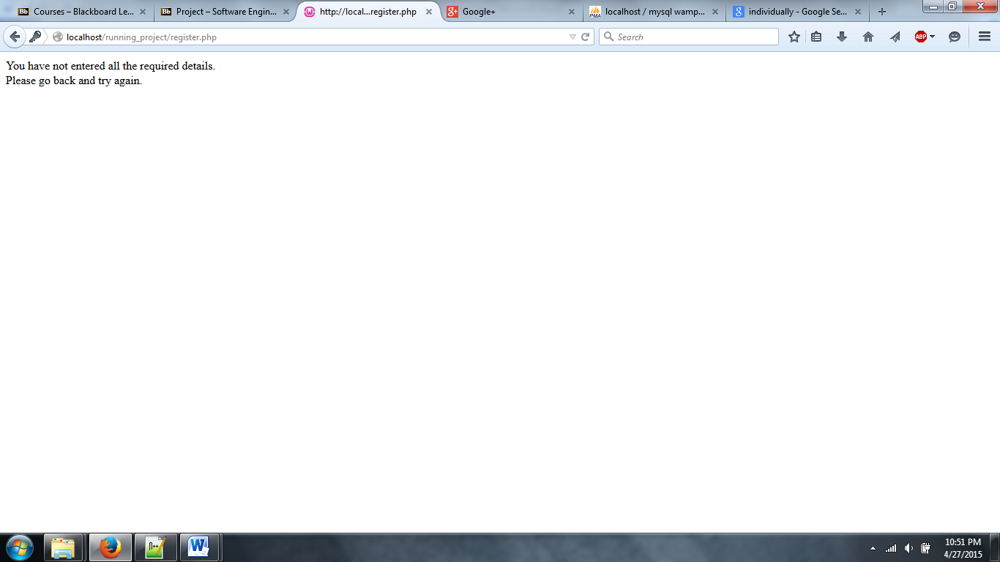 Courses – Blackboard Le...
Project – Software Engin...
http://local...register.php
Google+
localhost / mysql wamp...
individually - Google Se...
localhost/running_project/register.php
Search
ABP
You have not entered all the required details.
Please go back and try again.
10:51 PM
4/27/2015